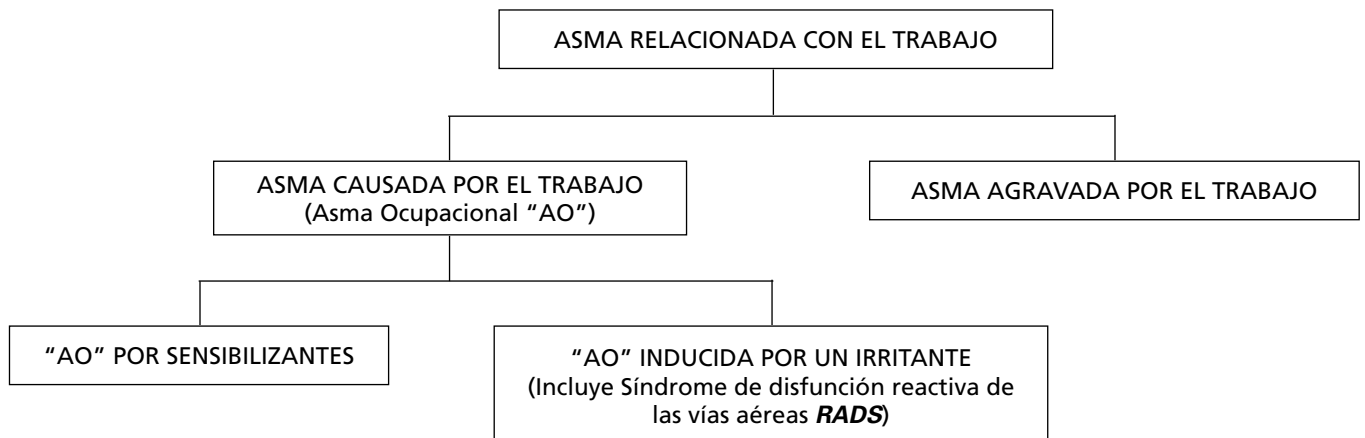 ASMA RELACIONADA CON EL TRABAJO
ASMA CAUSADA POR EL TRABAJO
(Asma Ocupacional “AO”)
ASMA AGRAVADA POR EL TRABAJO
“AO” POR SENSIBILIZANTES
“AO” INDUCIDA POR UN IRRITANTE
(Incluye Síndrome de disfunción reactiva de
las vías aéreas RADS)